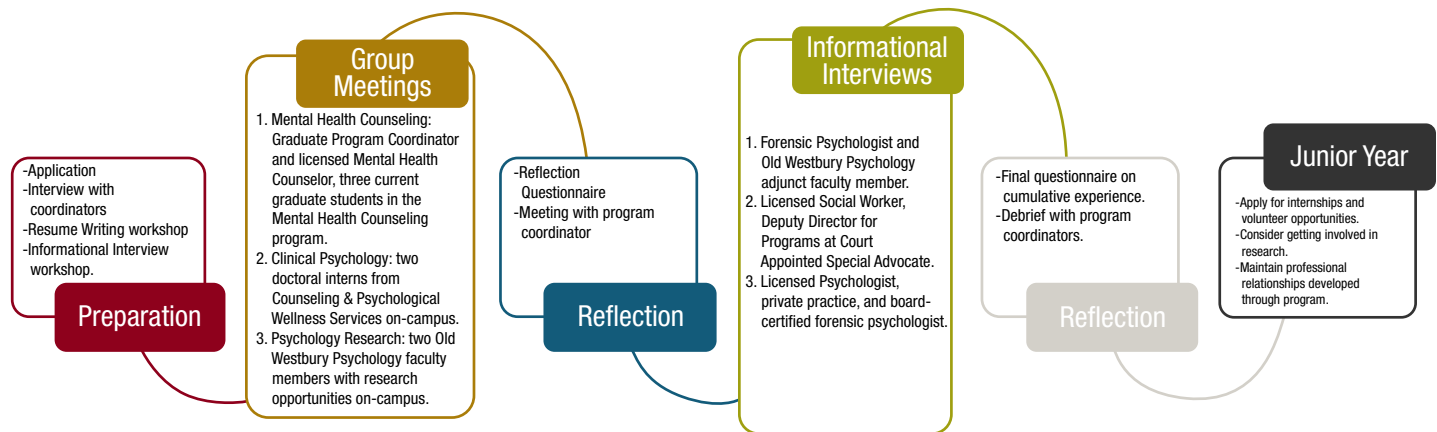 -Application
-Interview with
coordinators
-Resume Writing workshop
-Informational Interview
workshop.
Preparation
Group
Meetings
1. Mental Health Counseling:
Graduate Program Coordinator
and licensed Mental Health
Counselor, three current
graduate students in the
Mental Health Counseling
program.
2. Clinical Psychology: two
doctoral interns from
Counseling & Psychological
Wellness Services on-campus.
3. Psychology Research: two Old
Westbury Psychology faculty
members with research
opportunities on-campus.
-Reflection
Questionnaire
-Meeting with program
coordinator
Reflection
Informational
Interviews
1. Forensic Psychologist and
Old Westbury Psychology
adjunct faculty member.
2. Licensed Social Worker,
Deputy Director for
Programs at Court
Appointed Special Advocate.
3. Licensed Psychologist,
private practice, and board-
certified forensic psychologist.
-Final questionnaire on
cumulative experience.
-Debrief with program
coordinators.
Reflection
Junior Year
-Apply for internships and
volunteer opportunities.
-Consider getting involved in
research.
-Maintain professional
relationships developed
through program.